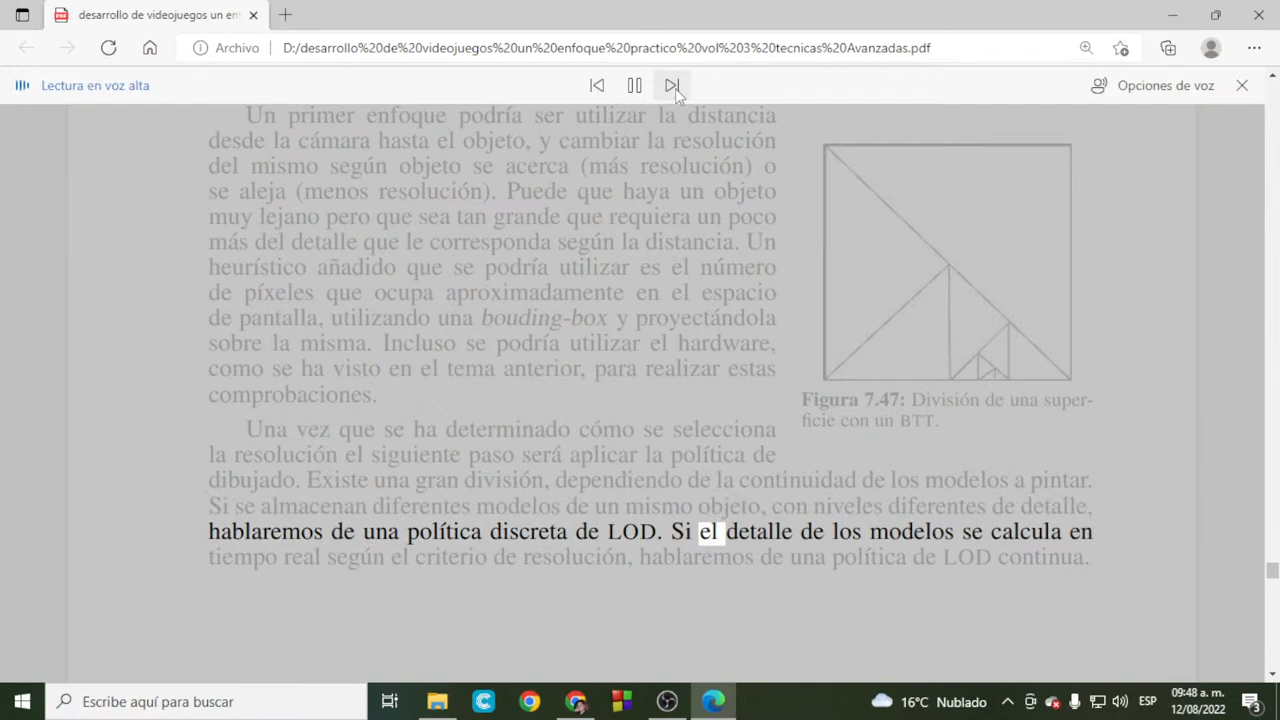 desarrollo de videojuegos un en
Archivo
D:/desarrollo%20de%20videojuegos%20un%20enfoque%20practico%20vol%203%20tecnicas%20Avanzadas.pdf
Lectura en voz alta
Opciones de voz
Un primer enfoque podría ser utilizar la distancia
desde la cámara hasta el objeto, y cambiar la resolución
del mismo según objeto se acerca (más resolución) o
se aleja (menos resolución). Puede que haya un objeto
muy lejano pero que sea tan grande que requiera un poco
más del detalle que le corresponda según la distancia. Un
heurístico añadido que se podría utilizar es el número
de píxeles que ocupa aproximadamente en el espacio
de pantalla, utilizando una bouding-box y proyectándola
sobre la misma. Incluso se podría utilizar el hardware,
como se ha visto en el tema anterior, para realizar estas
comprobaciones.
Figura 7.47: División de una super-
ficie con un BTT.
Una vez que se ha determinado cómo se selecciona
la resolución el siguiente paso será aplicar la política de
dibujado. Existe una gran división, dependiendo de la continuidad de los modelos a pintar.
Si se almacenan diferentes modelos de un mismo objeto, con niveles diferentes de detalle,
hablaremos de una política discreta de LOD. Si el detalle de los modelos se calcula en
tiempo real según el criterio de resolución, hablaremos de una política de LOD continua.
Escribe aquí para buscar
16°C Nublado
ESP
09:48 a. m.
12/08/2022
3